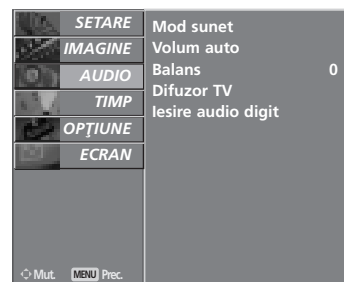 SETARE
IMAGINE
AUDIO
TIMP
OPŢIUNE
ECRAN
Mod sunet
Volum auto
Balans 0
Difuzor TV
Iesire audio digit
Mut. MENU Prec.